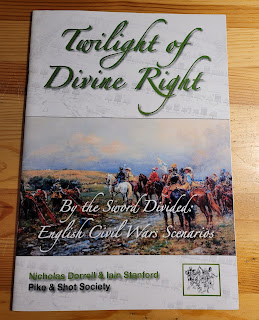 Twilight of
Divine Right
By the Sword Divided:
English Civil Wars Scenarios
Nicholas Dorrell & Iain Stanford
Pike & Shot Society